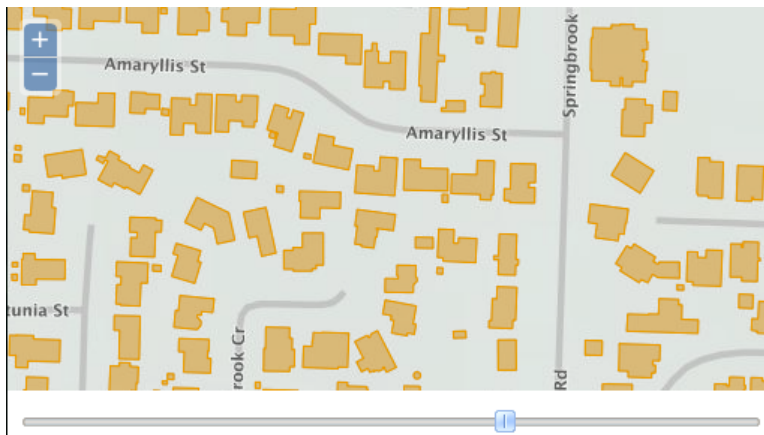 +
−
Amaryllis St
Springbrook
Amaryllis St
tunia St
rook Cr
Rd